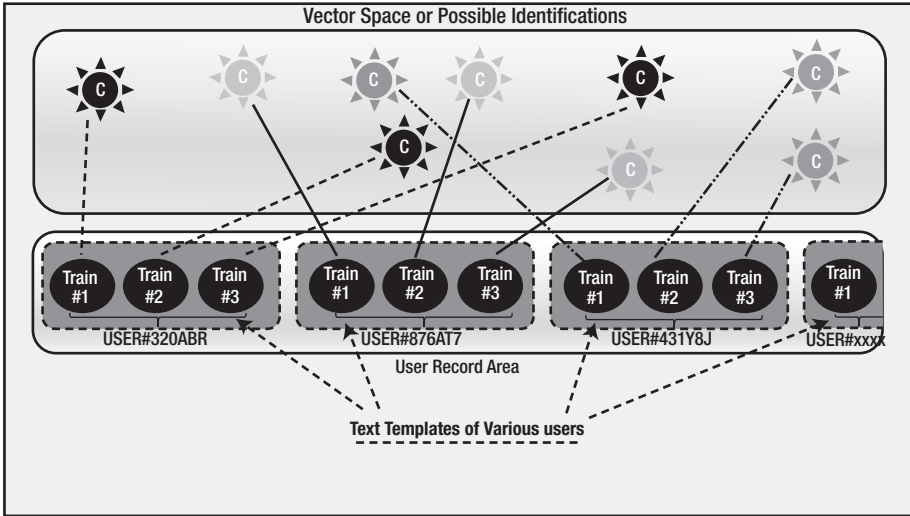 Vector Space or Possible Identifications
C C C C C C
C
C C
Train #1 Train #2 Train #3 Train #1 Train #2 Train #3 Train #1 Train #2 Train #3 Train #1
USER#320ABR USER#876AT7 USER#431Y8J USER#xxxx
User Record Area
Text Templates of Various users